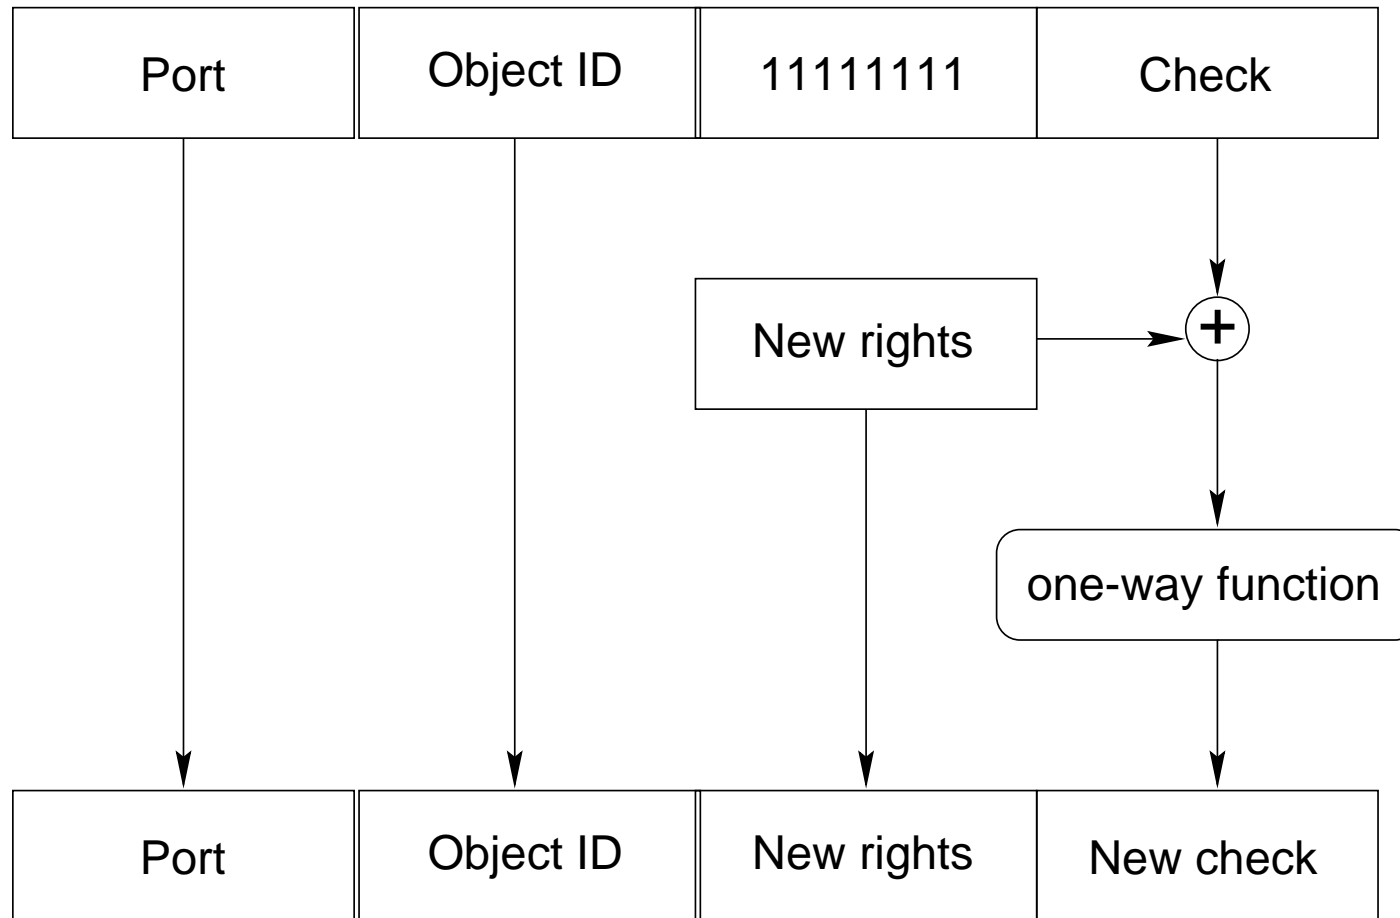 Port
Object ID
11111111
Check
New rights
+
one-way function
Port
Object ID
New rights
New check